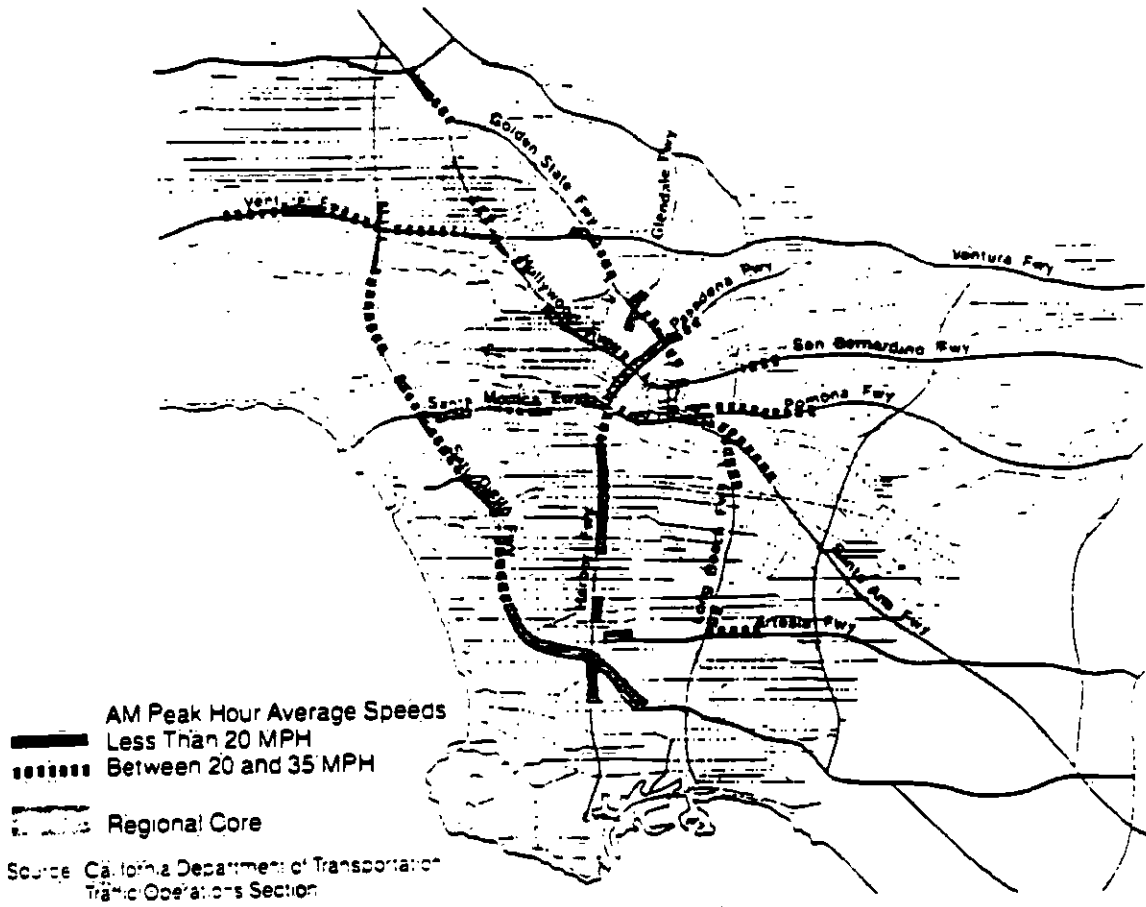 Golden State Fwy
Glendale Fwy
Ventura Fwy
Ventura Fwy
Hollywood
Pasadena Fwy
San Bernardino Fwy
Santa Monica
Pomona Fwy
Harbor Fwy
Long Beach Fwy
Santa Ana Fwy
Artesia Fwy
AM Peak Hour Average Speeds
Less Than 20 MPH
Between 20 and 35 MPH
Regional Core
Source California Department of Transportation
Traffic Operations Section